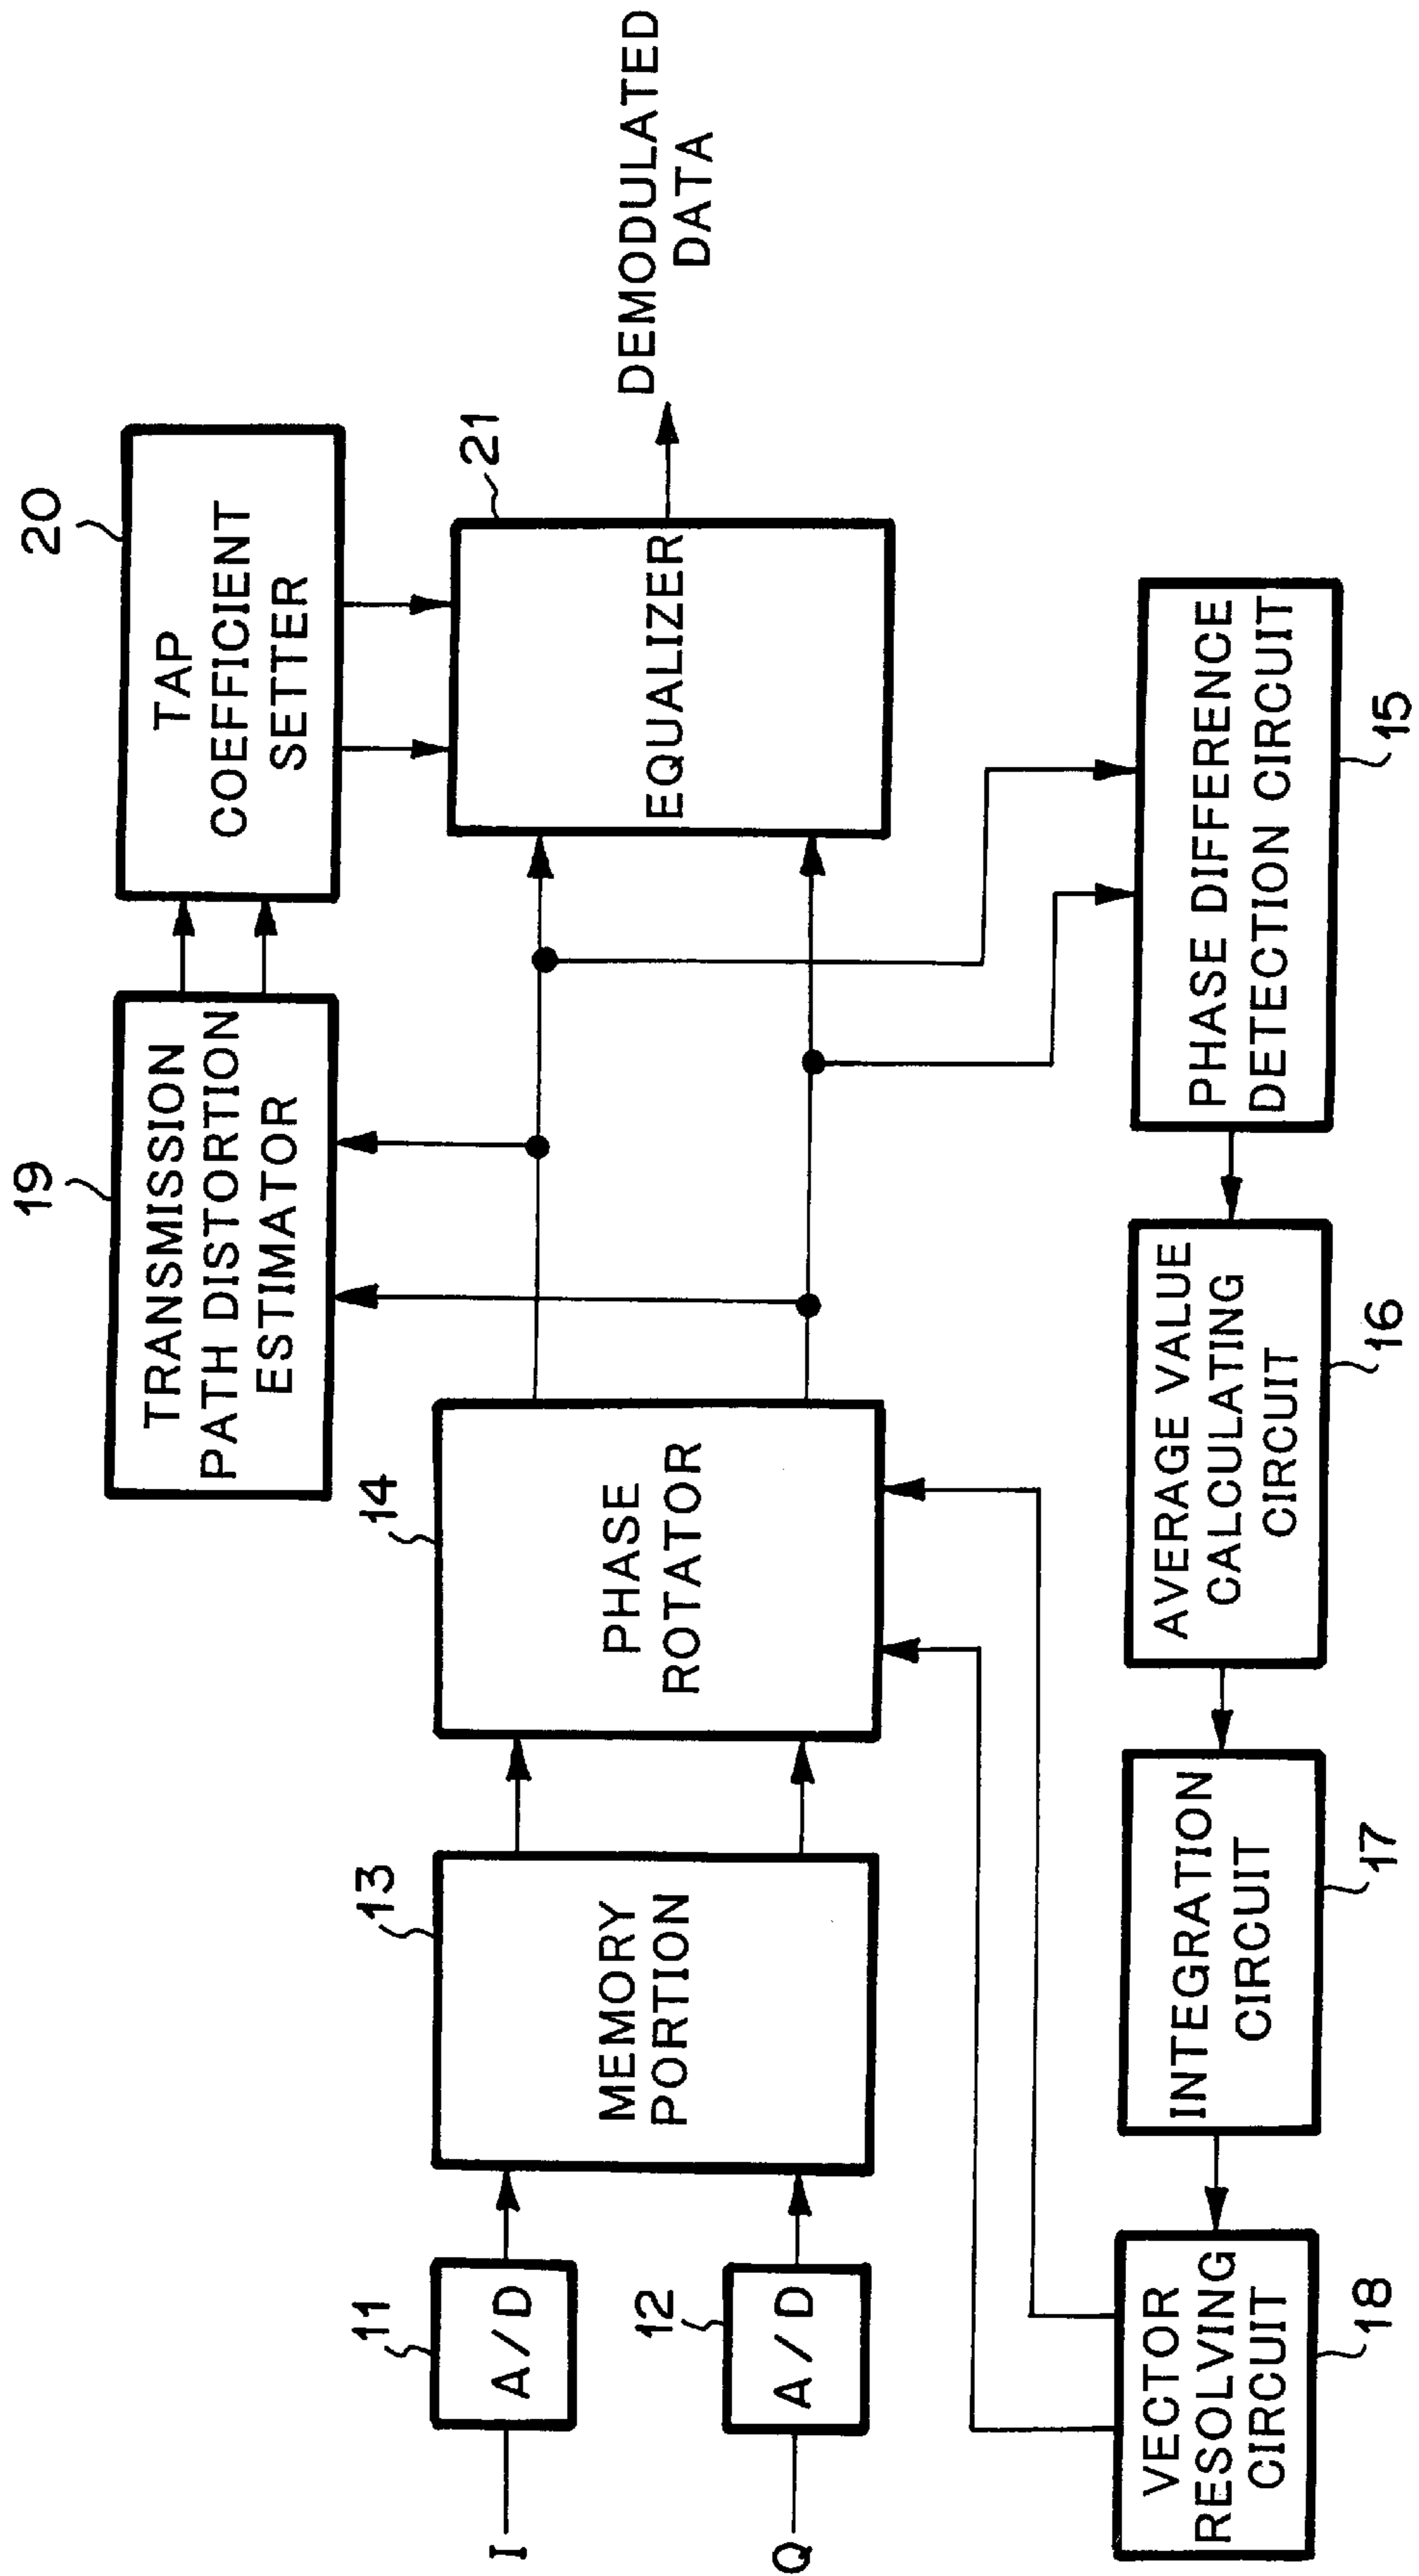 I
11
A/D
Q
12
A/D
13
MEMORY
PORTION
14
PHASE
ROTATOR
19
TRANSMISSION
PATH DISTORTION
ESTIMATOR
20
TAP
COEFFICIENT
SETTER
21
EQUALIZER
DEMODULATED
DATA
VECTOR
RESOLVING
CIRCUIT
18
INTEGRATION
CIRCUIT
17
AVERAGE VALUE
CALCULATING
CIRCUIT
16
PHASE DIFFERENCE
DETECTION CIRCUIT
15